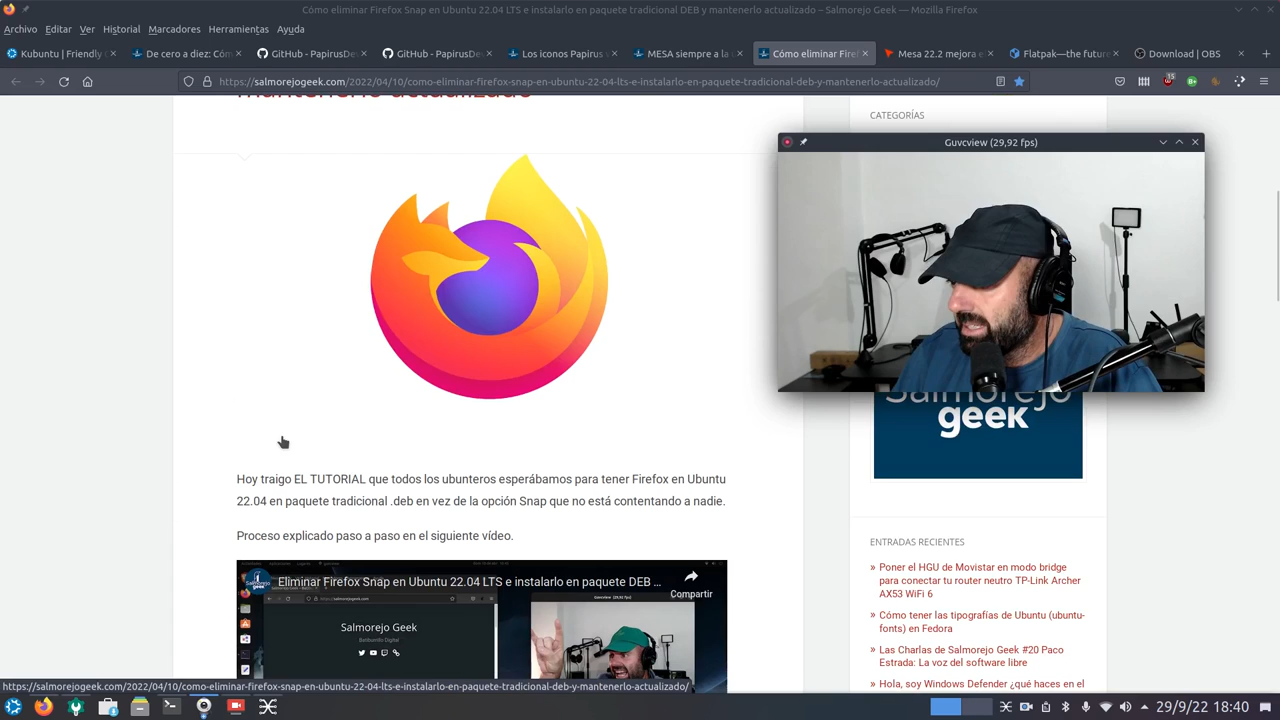 Cómo eliminar Firefox Snap en Ubuntu 22.04 LTS e instalarlo en paquete tradicional DEB y mantenerlo actualizado – Salmorejo Geek — Mozilla Firefox
Archivo Editar Ver Historial Marcadores Herramientas Ayuda
Kubuntu | Friendly C
De cero a diez: Cóm
GitHub - PapirusDev
GitHub - PapirusDev
Los iconos Papirus v
MESA siempre a la ú
Cómo eliminar Firef
Mesa 22.2 mejora e
Flatpak—the future
Download | OBS
https://salmorejogeek.com/2022/04/10/como-eliminar-firefox-snap-en-ubuntu-22-04-lts-e-instalarlo-en-paquete-tradicional-deb-y-mantenerlo-actualizado/
mantenerlo actualizado
CATEGORÍAS
Guvcview (29,92 fps)
Salmorejo
geek
Hoy traigo EL TUTORIAL que todos los ubunteros esperábamos para tener Firefox en Ubuntu
22.04 en paquete tradicional .deb en vez de la opción Snap que no está contentando a nadie.
Proceso explicado paso a paso en el siguiente vídeo.
Eliminar Firefox Snap en Ubuntu 22.04 LTS e instalarlo en paquete DEB ...
Compartir
Salmorejo Geek
ENTRADAS RECIENTES
» Poner el HGU de Movistar en modo bridge
para conectar tu router neutro TP-Link Archer
AX53 WiFi 6
» Cómo tener las tipografías de Ubuntu (ubuntu-
fonts) en Fedora
» Las Charlas de Salmorejo Geek #20 Paco
Estrada: La voz del software libre
» Hola, soy Windows Defender ¿qué haces en el
https://salmorejogeek.com/2022/04/10/como-eliminar-firefox-snap-en-ubuntu-22-04-lts-e-instalarlo-en-paquete-tradicional-deb-y-mantenerlo-actualizado/
29/9/22 18:40